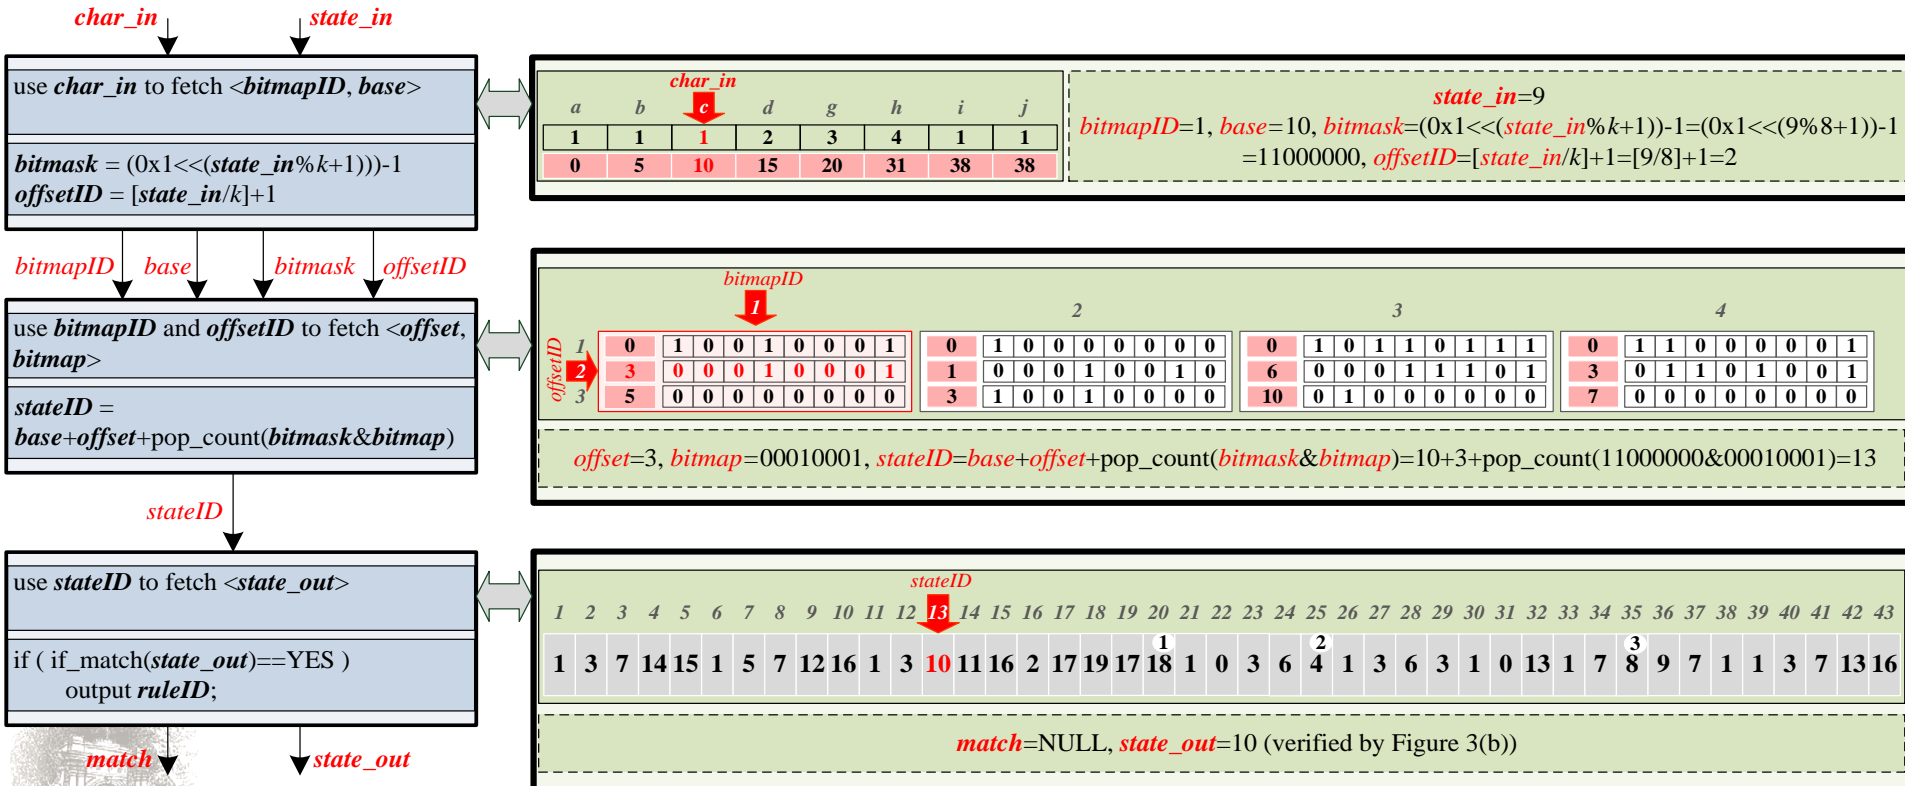 char_in state_in
use char_in to fetch <bitmapID, base>
bitmask = (0x1<<(state_in%k+1)))-1
offsetID = [state_in/k]+1
char_in
a b c d g h i j
1 1 1 2 3 4 1 1
0 5 10 15 20 31 38 38
state_in=9
bitmapID=1, base=10, bitmask=(0x1<<(state_in%k+1))-1=(0x1<<(9%8+1))-1
=11000000, offsetID=[state_in/k]+1=[9/8]+1=2
bitmapID base bitmask offsetID
use bitmapID and offsetID to fetch <offset,
bitmap>
stateID =
base+offset+pop_count(bitmask&bitmap)
bitmapID
1 2 3 4
offsetID
1 0 1 0 0 1 0 0 0 1 0 1 0 0 0 0 0 0 0 0 1 0 1 1 0 1 1 1 0 1 1 0 0 0 0 0 1
2 3 0 0 0 1 0 0 0 1 1 0 0 0 1 0 0 1 0 6 0 0 0 1 1 1 0 1 3 0 1 1 0 1 0 0 1
3 5 0 0 0 0 0 0 0 0 3 1 0 0 1 0 0 0 0 10 0 1 0 0 0 0 0 0 7 0 0 0 0 0 0 0 0
offset=3, bitmap=00010001, stateID=base+offset+pop_count(bitmask&bitmap)=10+3+pop_count(11000000&00010001)=13
stateID
use stateID to fetch <state_out>
if ( if_match(state_out)==YES )
output ruleID;
stateID
1 2 3 4 5 6 7 8 9 10 11 12 13 14 15 16 17 18 19 20 21 22 23 24 25 26 27 28 29 30 31 32 33 34 35 36 37 38 39 40 41 42 43
1 2 3
1 3 7 14 15 1 5 7 12 16 1 3 10 11 16 2 17 19 17 18 1 0 3 6 4 1 3 6 3 1 0 13 1 7 8 9 7 1 1 3 7 13 16
match=NULL, state_out=10 (verified by Figure 3(b))
match state_out